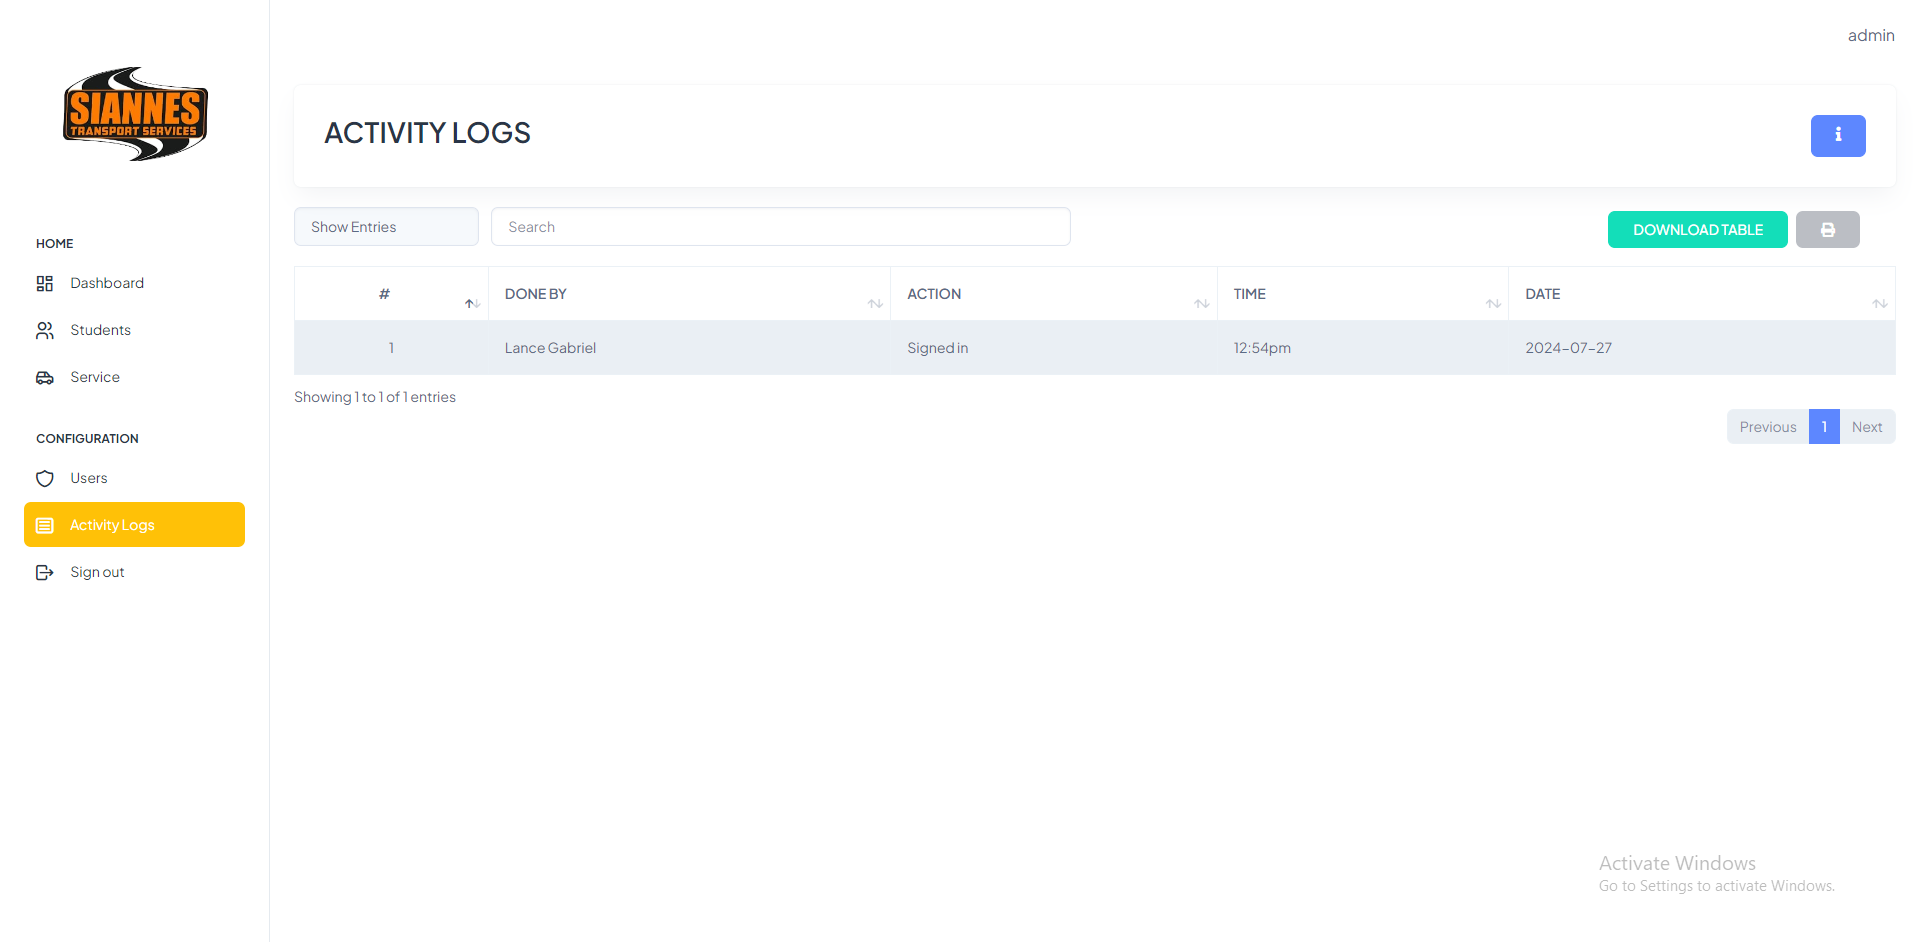 admin
SIANNES
TRANSPORT SERVICES
ACTIVITY LOGS
Show Entries
Search
DOWNLOAD TABLE
HOME
Dashboard
Students
Service
CONFIGURATION
Users
Activity Logs
Sign out
# DONE BY ACTION TIME DATE
1 Lance Gabriel Signed in 12:54pm 2024-07-27
Showing 1 to 1 of 1 entries
Previous 1 Next
Activate Windows
Go to Settings to activate Windows.